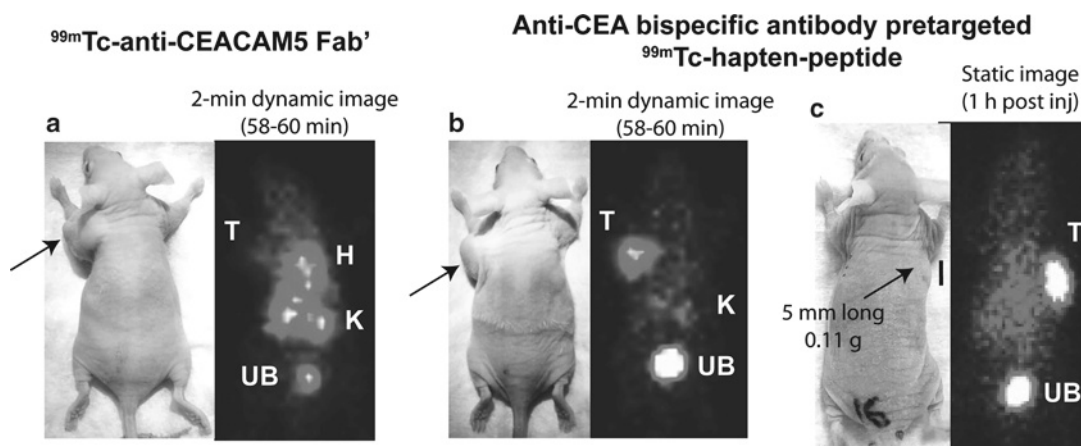 99mTc-anti-CEACAM5 Fab'
Anti-CEA bispecific antibody pretargeted
99mTc-hapten-peptide
2-min dynamic image
(58-60 min)
2-min dynamic image
(58-60 min)
Static image
(1 h post inj)
a
b
c
T
H
K
UB
T
K
UB
T
5 mm long
0.11 g
UB
16